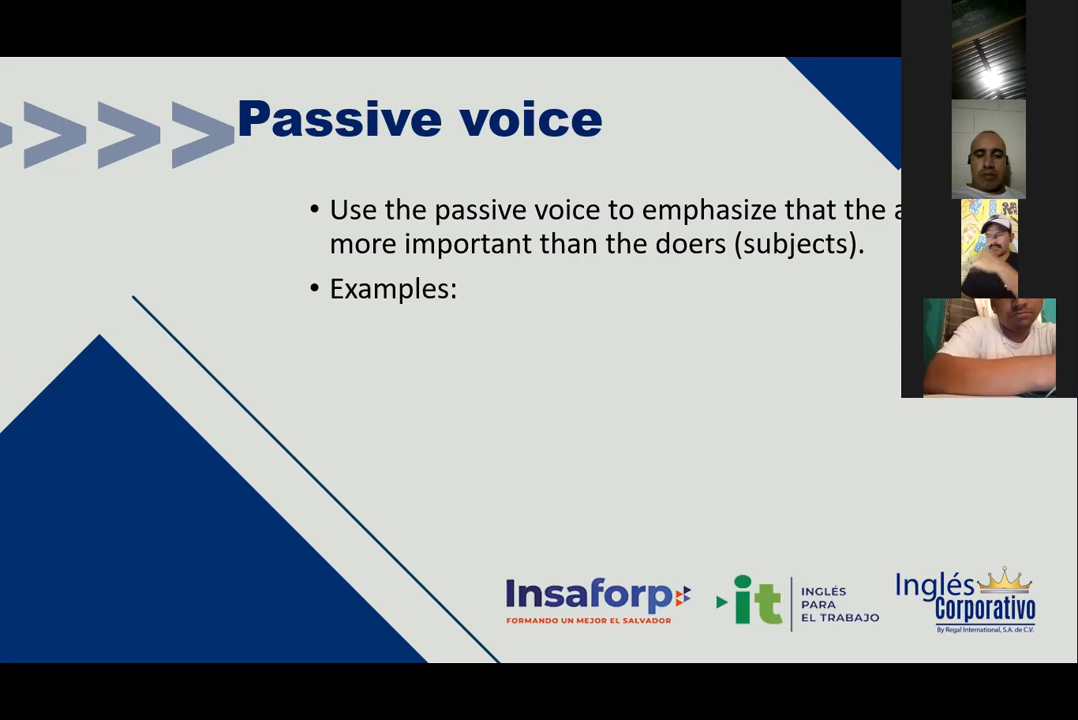 >>>> Passive voice
• Use the passive voice to emphasize that the
more important than the doers (subjects).
• Examples:
Insaforp
FORMANDO UN MEJOR EL SALVADOR
it
INGLÉS
PARA
EL TRABAJO
Inglés
Corporativo
By Regal International, S.A. de C.V.